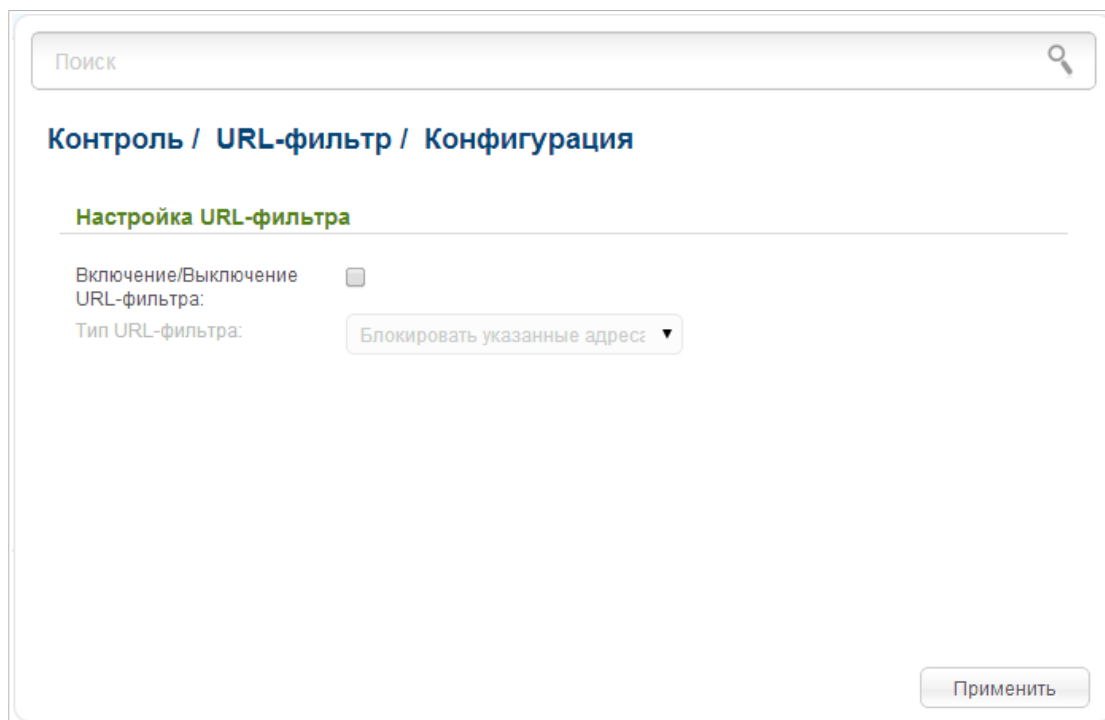 Поиск
Контроль / URL-фильтр / Конфигурация
Настройка URL-фильтра
Включение/Выключение
URL-фильтра:
Тип URL-фильтра:
Блокировать указанные адреса
Применить